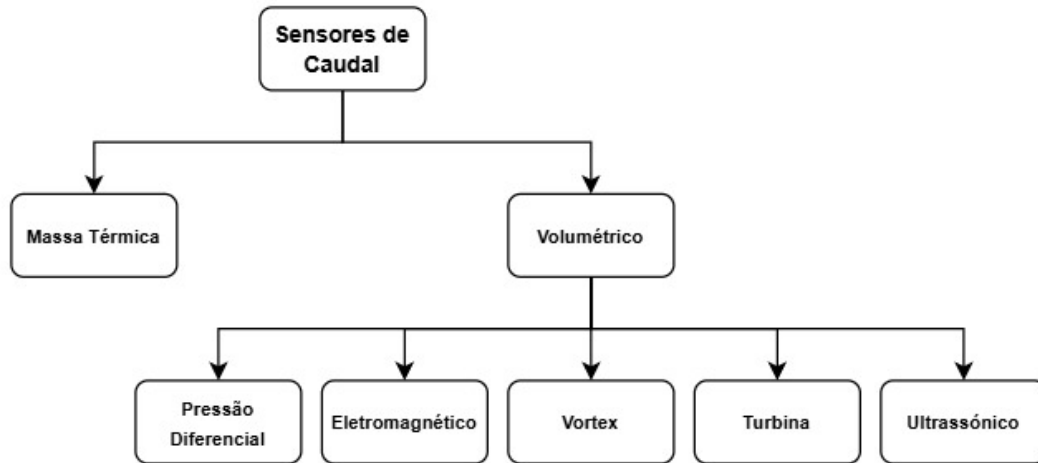 Sensores de
Caudal
Massa Térmica
Volumétrico
Pressão
Diferencial
Eletromagnético
Vortex
Turbina
Ultrassónico